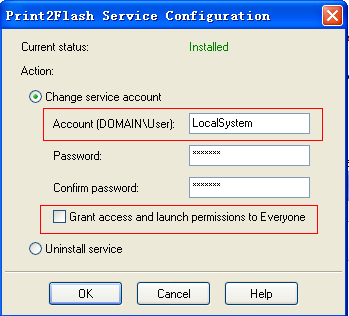 Print2Flash Service Configuration
Current status: Installed
Action:
Change service account
Account (DOMAIN\User): LocalSystem
Password: *******
Confirm password: *******
Grant access and launch permissions to Everyone
Uninstall service
OK Cancel Help